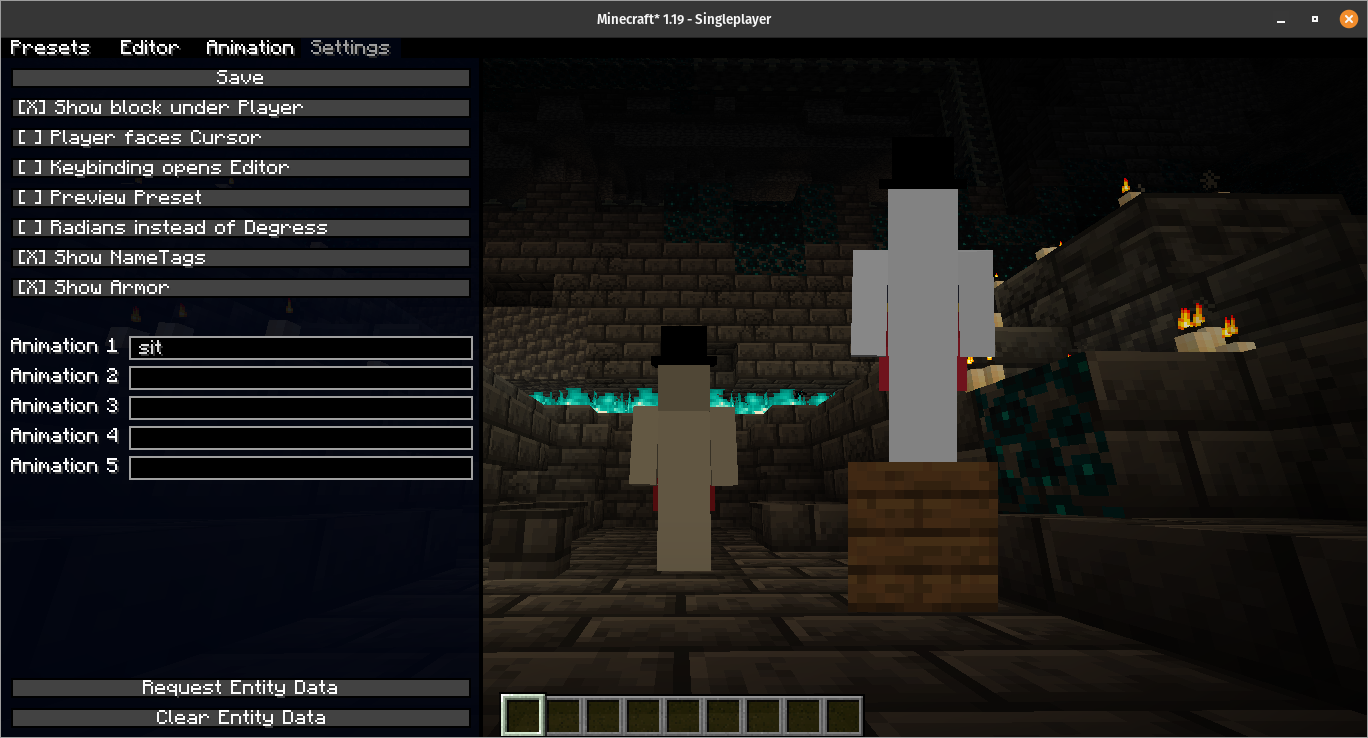 Minecraft* 1.19 - Singleplayer
Presets Editor Animation Settings
Save
[X] Show block under Player
[ ] Player faces Cursor
[ ] Keybinding opens Editor
[ ] Preview Preset
[ ] Radians instead of Degress
[X] Show NameTags
[X] Show Armor
Animation 1 sit
Animation 2
Animation 3
Animation 4
Animation 5
Request Entity Data
Clear Entity Data